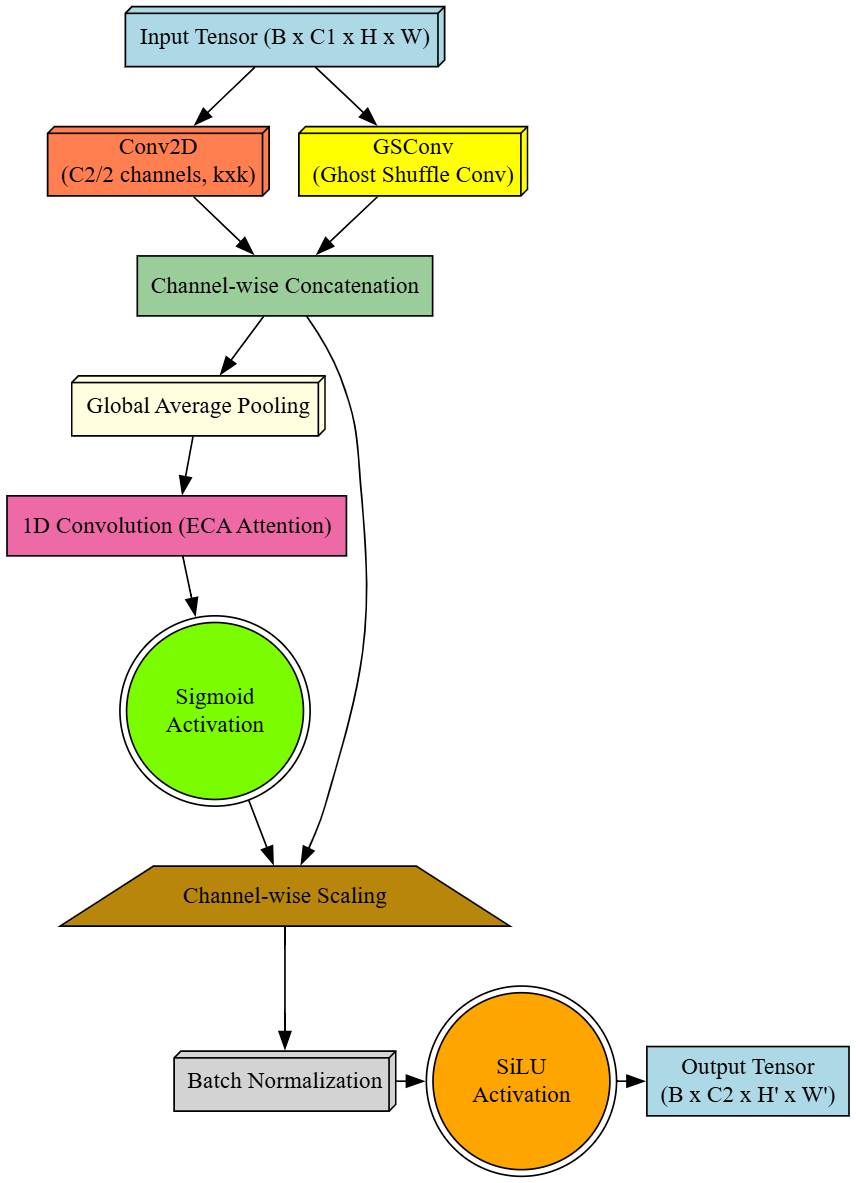 Input Tensor (B x C1 x H x W)
Conv2D
(C2/2 channels, kxk)
GSConv
(Ghost Shuffle Conv)
Channel-wise Concatenation
Global Average Pooling
1D Convolution (ECA Attention)
Sigmoid
Activation
Channel-wise Scaling
Batch Normalization
SiLU
Activation
Output Tensor
(B x C2 x H' x W')